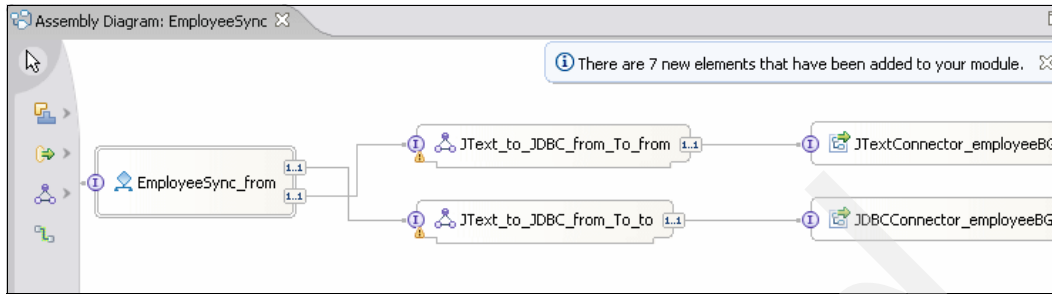 Assembly Diagram: EmployeeSync
There are 7 new elements that have been added to your module.
JText_to_JDBC_from_To_from
1..1
JTextConnector_employeeBG
EmployeeSync_from
1..1
1..1
JText_to_JDBC_from_To_to
1..1
JDBCConnector_employeeBG